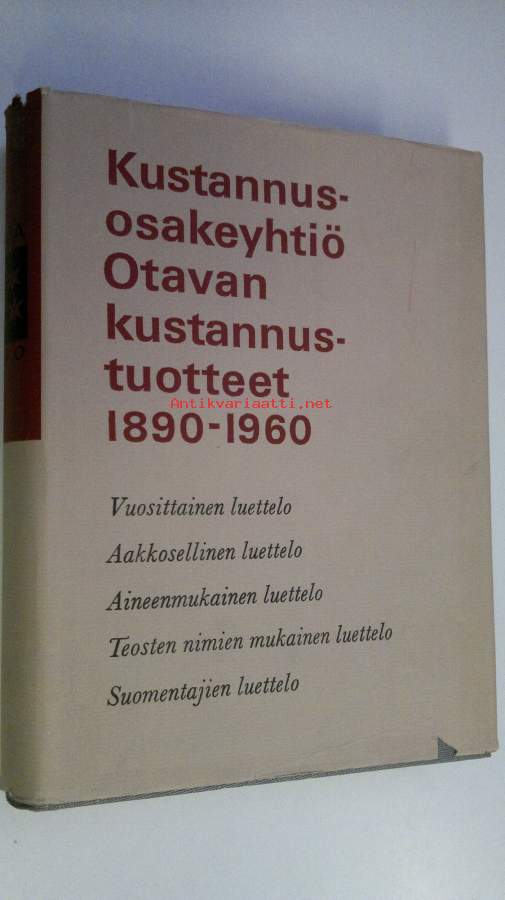 Kustannus-
osakeyhtiö
Otavan
kustannus-
tuotteet
Antikvariaatti.net
1890-1960
Vuosittainen luettelo
Aakkosellinen luettelo
Aineenmukainen luettelo
Teosten nimien mukainen luettelo
Suomentajien luettelo
A
O